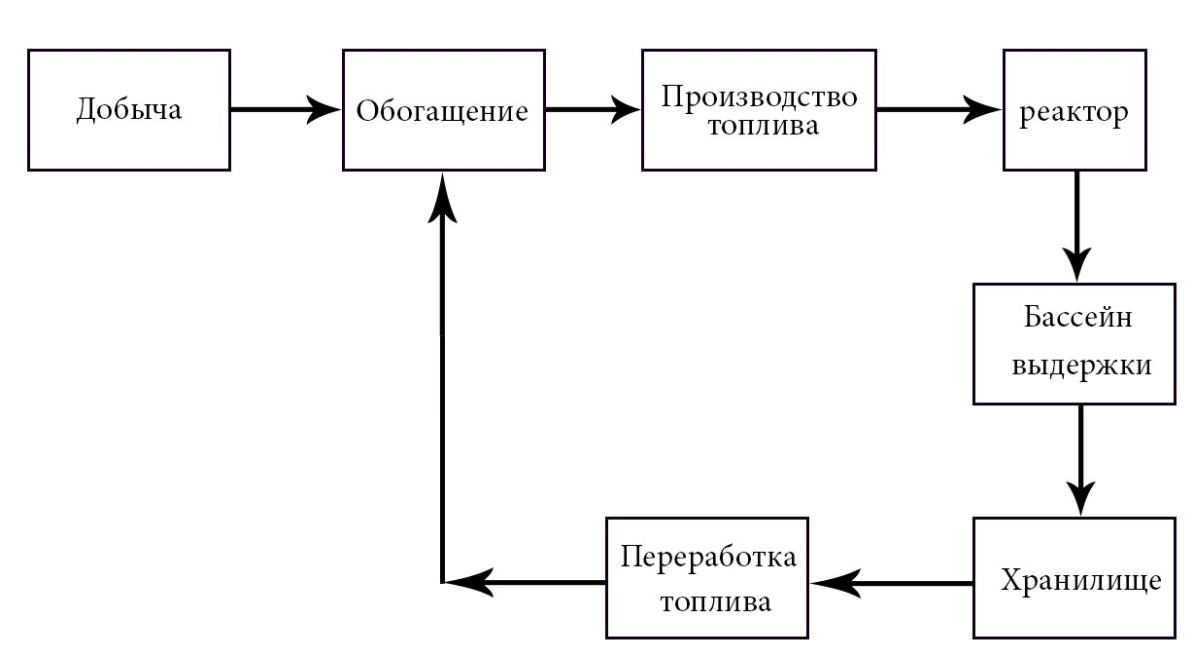 Добыча
Обогащение
Производство
топлива
реактор
Бассейн
выдержки
Хранилище
Переработка
топлива